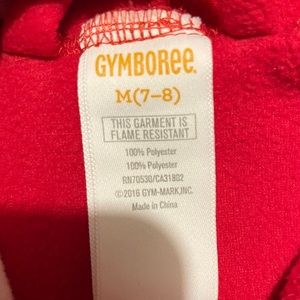 GYMBOREE.
M(7-8)
THIS GARMENT IS
FLAME RESISTANT
100% Polyester
100% Polyester
RN70530/CA31802
©2016 GYM-MARK,INC.
Made in China